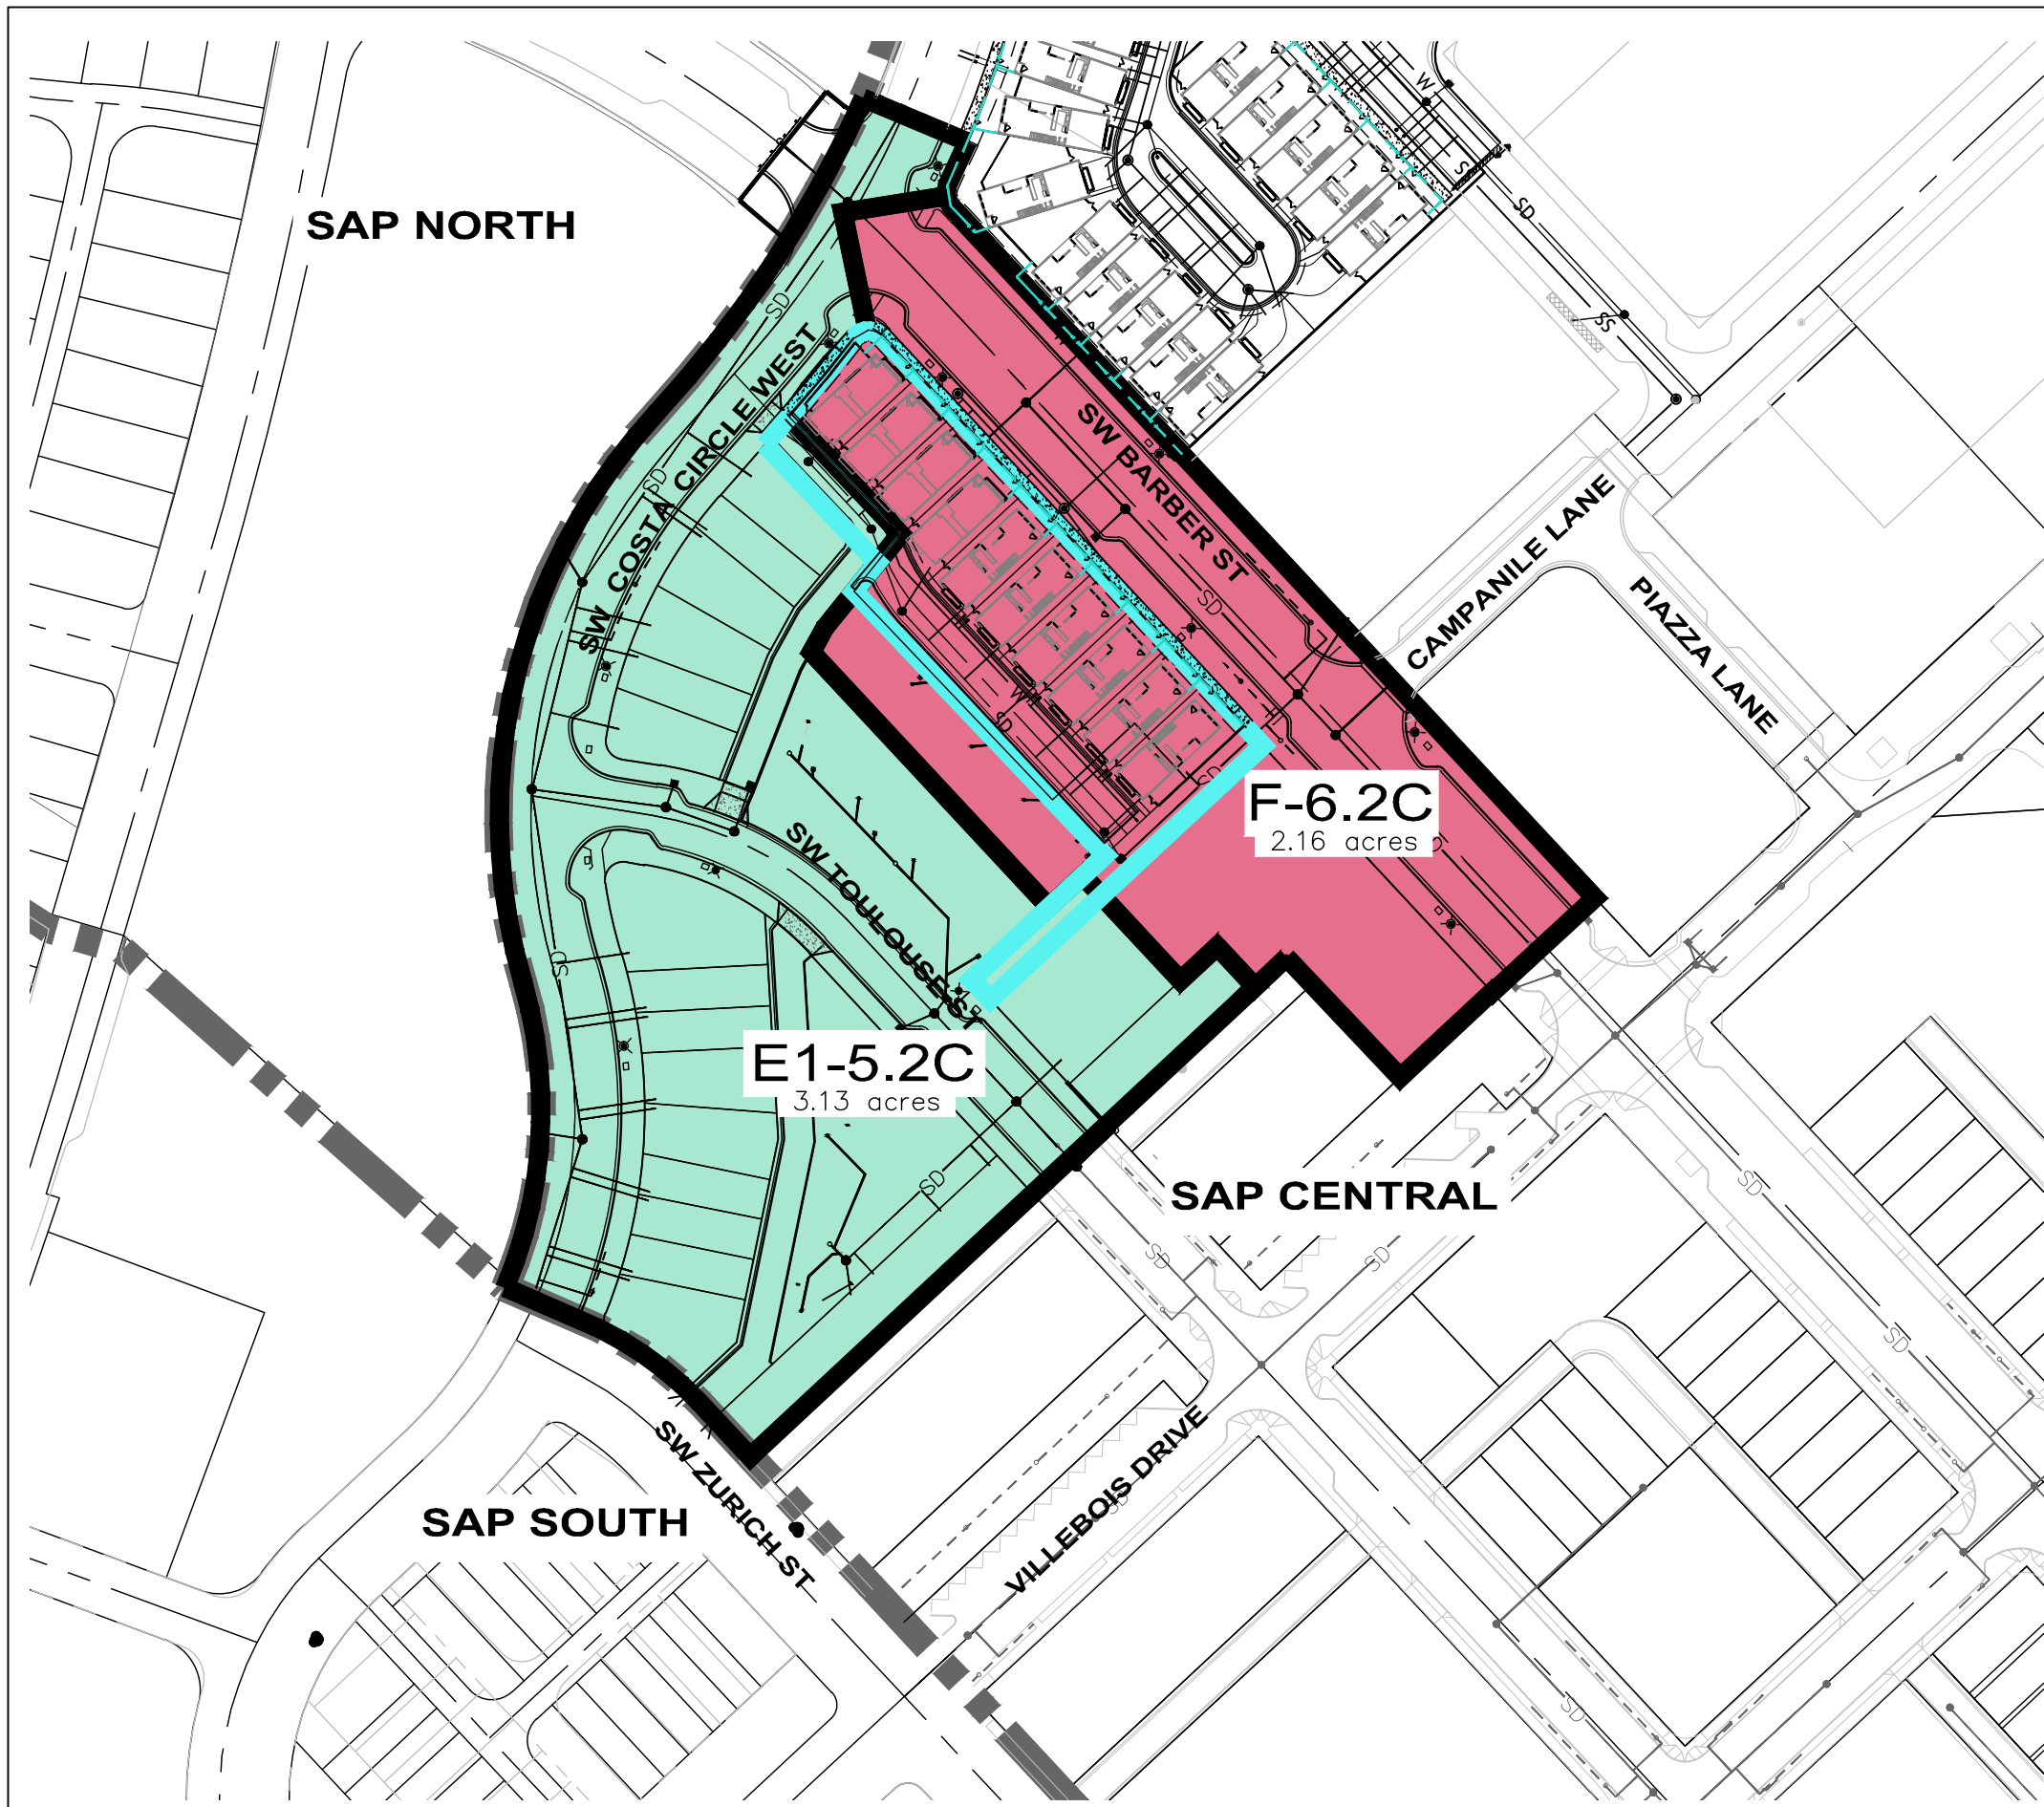 W
S
SD
SAP NORTH
SS
SD
SW COSTA CIRCLE WEST
SD
SW BARBER ST
CAMPANILE LANE
PIAZZA LANE
SD
W
SD
SD
F-6.2C
2.16 acres
SW TOULOUSE ST
SD
E1-5.2C
3.13 acres
SAP CENTRAL
SD
SD
SD
SD
SD
SW ZURICH ST
VILLEBOIS DRIVE
SAP SOUTH
SD